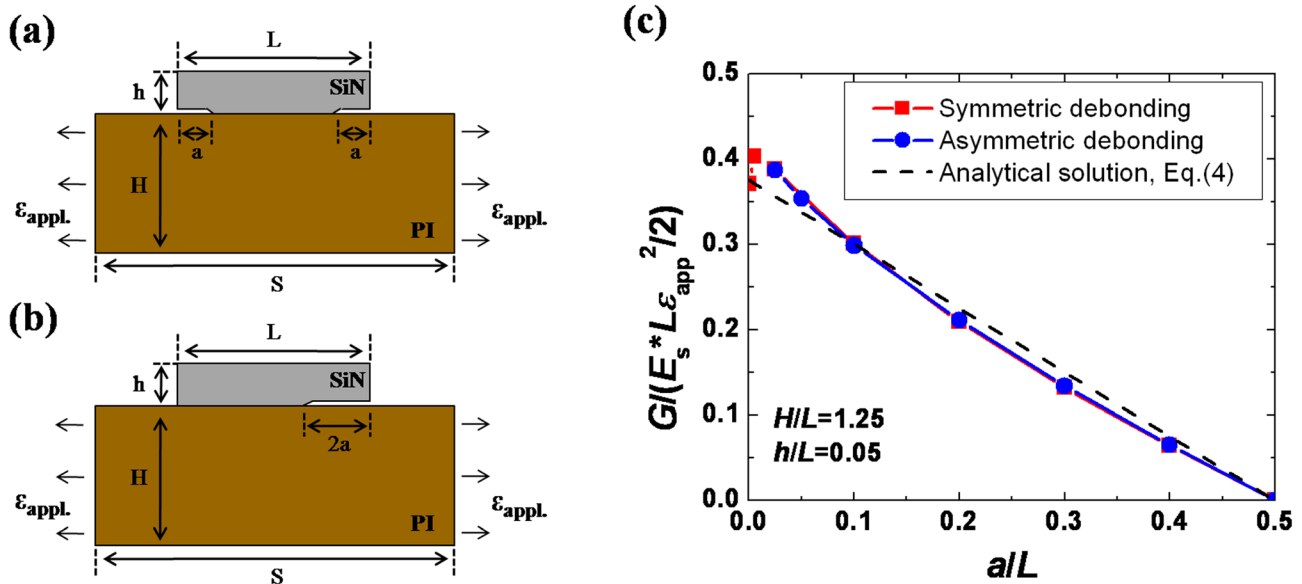 (a)
L
h
SiN
a
a
H
εappl.
εappl.
PI
S
(b)
L
h
SiN
2a
H
εappl.
εappl.
PI
S
(c)
Symmetric debonding
Asymmetric debonding
Analytical solution, Eq.(4)
G/(Es*Lεapp²/2)
0.5
0.4
0.3
0.2
0.1
0.0
H/L=1.25
h/L=0.05
0.0 0.1 0.2 0.3 0.4 0.5
a/L